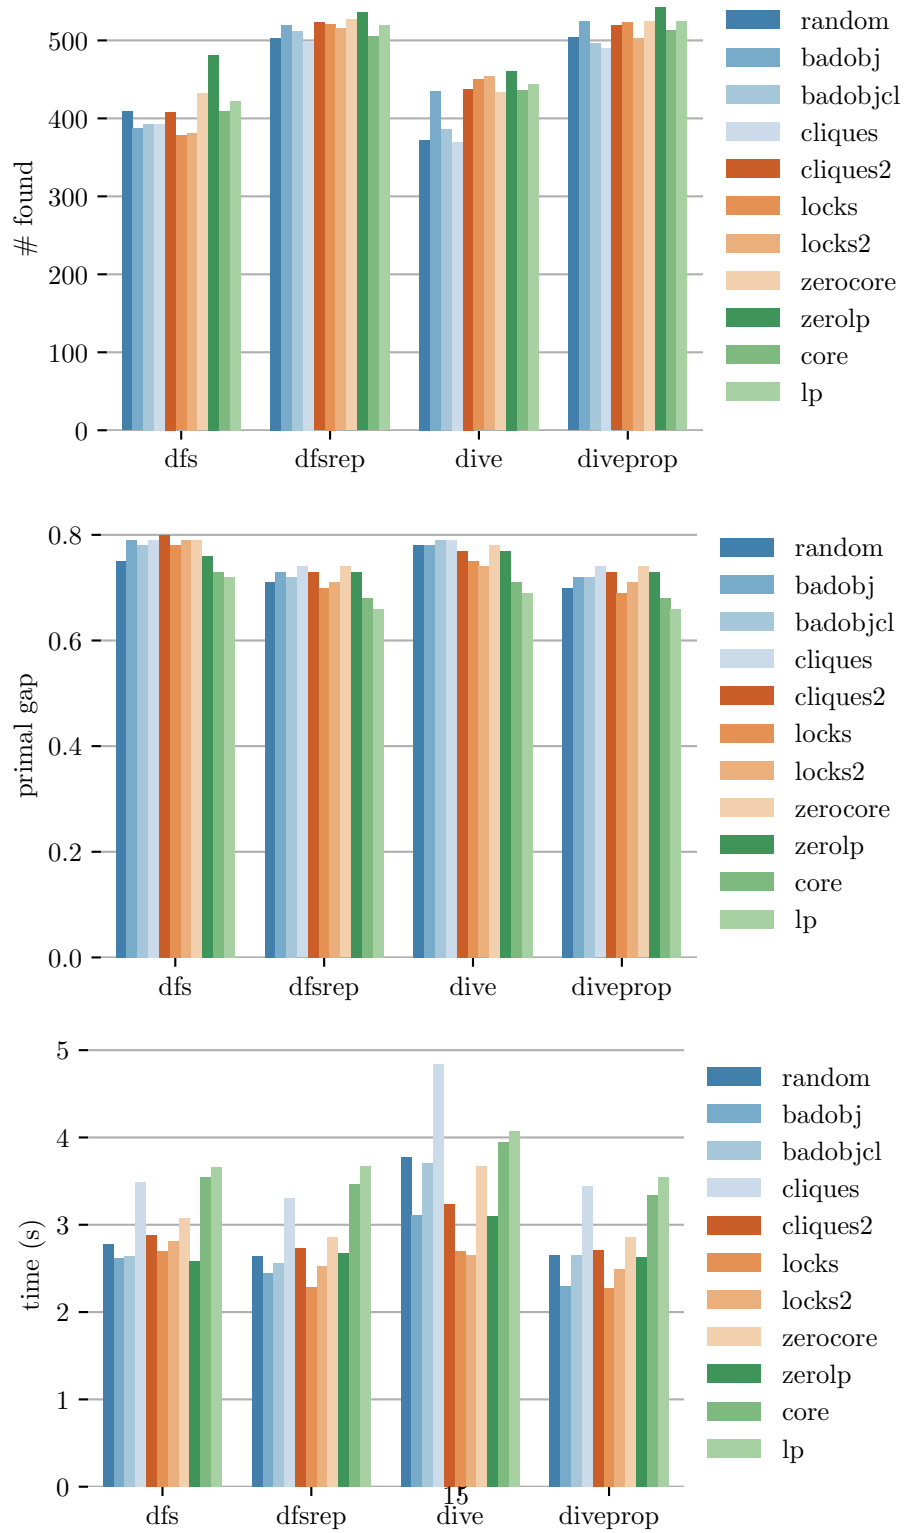 500
400
300
200
100
0
# found
dfs
dfsrep
dive
diveprop
random
badobj
badobjcl
cliques
cliques2
locks
locks2
zerocore
zerolp
core
lp
0.8
0.6
0.4
0.2
0.0
primal gap
dfs
dfsrep
dive
diveprop
random
badobj
badobjcl
cliques
cliques2
locks
locks2
zerocore
zerolp
core
lp
5
4
3
2
1
0
time (s)
dfs
dfsrep
dive
diveprop
random
badobj
badobjcl
cliques
cliques2
locks
locks2
zerocore
zerolp
core
lp
15